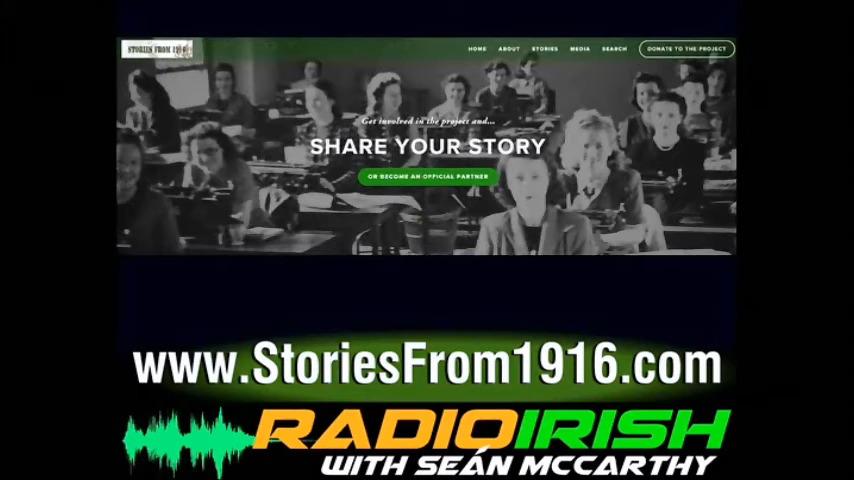 STORIES FROM 1916
HOME ABOUT STORIES MEDIA SEARCH DONATE TO THE PROJECT
Get involved in the project and...
SHARE YOUR STORY
OR BECOME AN OFFICIAL PARTNER
www.StoriesFrom1916.com
RADIOIRISH
WITH SEÁN MCCARTHY